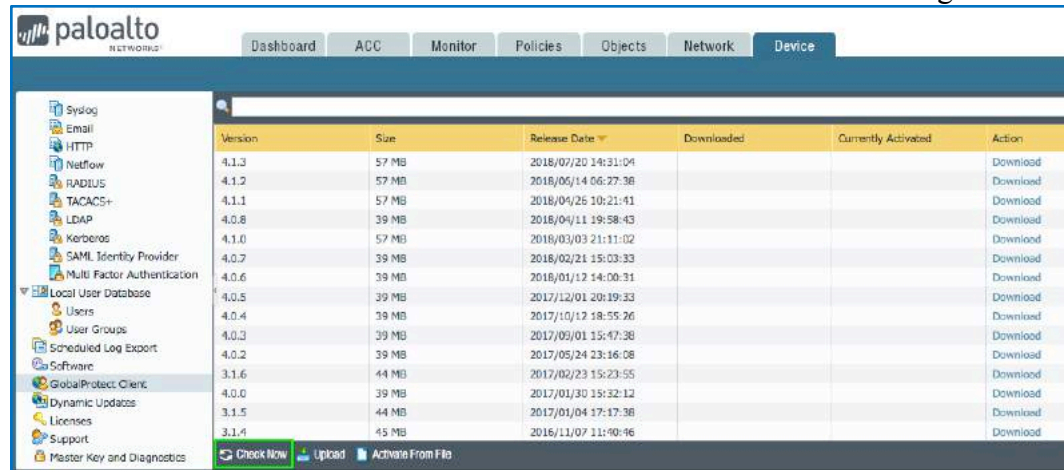 paloalto
NETWORKS
Dashboard ACC Monitor Policies Objects Network Device
Syslog
Email
HTTP
Netflow
RADIUS
TACACS+
LDAP
Kerberos
SAML Identity Provider
Multi Factor Authentication
Local User Database
Users
User Groups
Scheduled Log Export
Software
GlobalProtect Client
Dynamic Updates
Licenses
Support
Master Key and Diagnostics
Version Size Release Date Downloaded Currently Activated Action
4.1.3 57 MB 2018/07/20 14:31:04 Download
4.1.2 57 MB 2018/06/14 06:27:38 Download
4.1.1 57 MB 2018/04/26 10:21:41 Download
4.0.8 39 MB 2018/04/11 19:58:43 Download
4.1.0 57 MB 2018/03/03 21:11:02 Download
4.0.7 39 MB 2018/02/21 15:03:33 Download
4.0.6 39 MB 2018/01/12 14:00:31 Download
4.0.5 39 MB 2017/12/01 20:19:33 Download
4.0.4 39 MB 2017/10/12 18:55:26 Download
4.0.3 39 MB 2017/09/01 15:47:38 Download
4.0.2 39 MB 2017/05/24 23:16:08 Download
3.1.6 44 MB 2017/02/23 15:23:55 Download
4.0.0 39 MB 2017/01/30 15:32:12 Download
3.1.5 44 MB 2017/01/04 17:17:38 Download
3.1.4 45 MB 2016/11/07 11:40:46 Download
Check Now Upload Activate From File